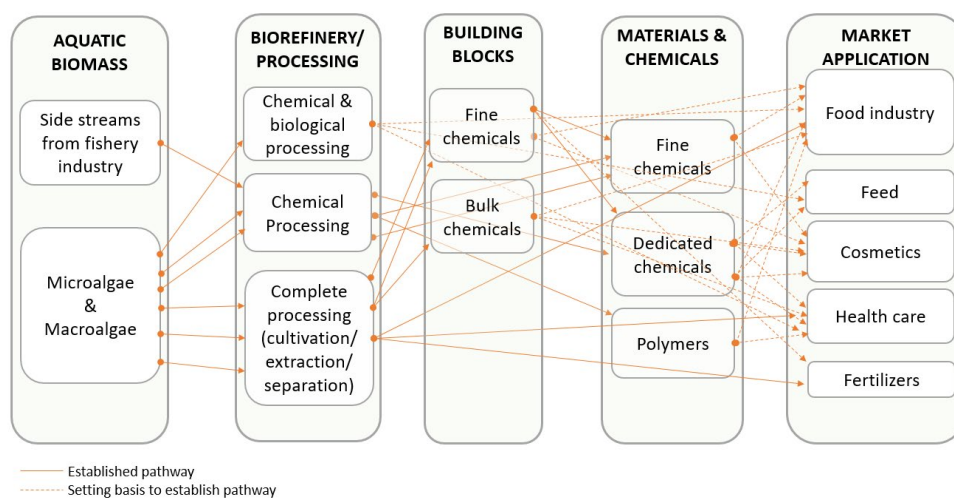 AQUATIC
BIOMASS
Side streams
from fishery
industry
Microalgae
&
Macroalgae
BIOREFINERY/
PROCESSING
Chemical &
biological
processing
Chemical
Processing
Complete
processing
(cultivation/
extraction/
separation)
BUILDING
BLOCKS
Fine
chemicals
Bulk
chemicals
MATERIALS &
CHEMICALS
Fine
chemicals
Dedicated
chemicals
Polymers
MARKET
APPLICATION
Food industry
Feed
Cosmetics
Health care
Fertilizers
Established pathway
Setting basis to establish pathway